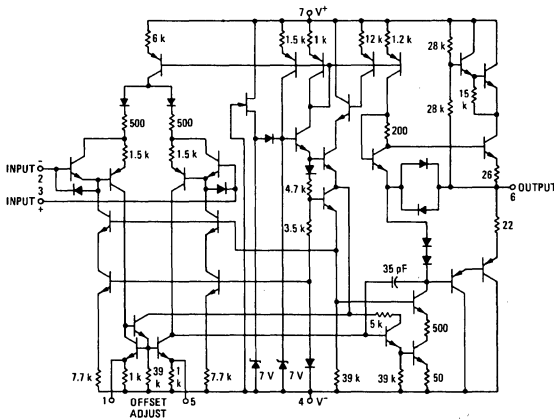 7 V+
6 k
1.5 k
1 k
12 k
1.2 k
28 k
15 k
500
500
28 k
200
1.5 k
1.5 k
INPUT -
2
3
INPUT +
26
6 OUTPUT
4.7 k
22
3.5 k
35 pF
5 k
500
7.7 k
1 k
39 k
1 k
7.7 k
7 V
7 V
39 k
39 k
50
1
OFFSET ADJUST
5
4 V-